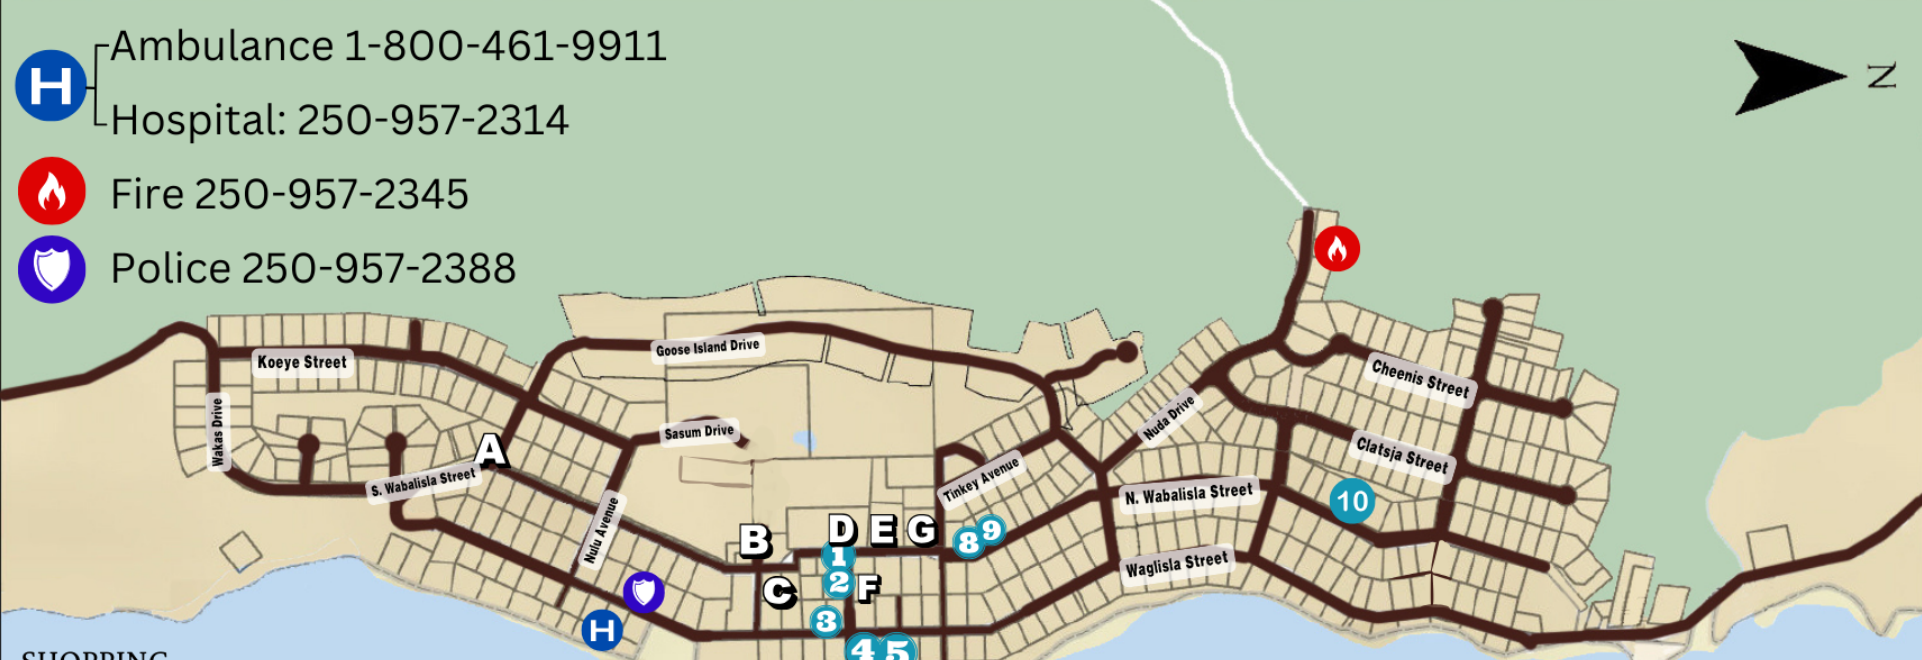 H
Ambulance 1-800-461-9911
Hospital: 250-957-2314
Fire 250-957-2345
Police 250-957-2388
N
Koeye Street
Goose Island Drive
Cheenis Street
Wakas Drive
Sasum Drive
Nuda Drive
A
S. Wabalisla Street
Clatsja Street
Tinkey Avenue
N. Wabalisla Street
10
Nulu Avenue
B
D
E
G
8
9
1
Waglisla Street
C
2
F
3
H
4
5
SHOPPING